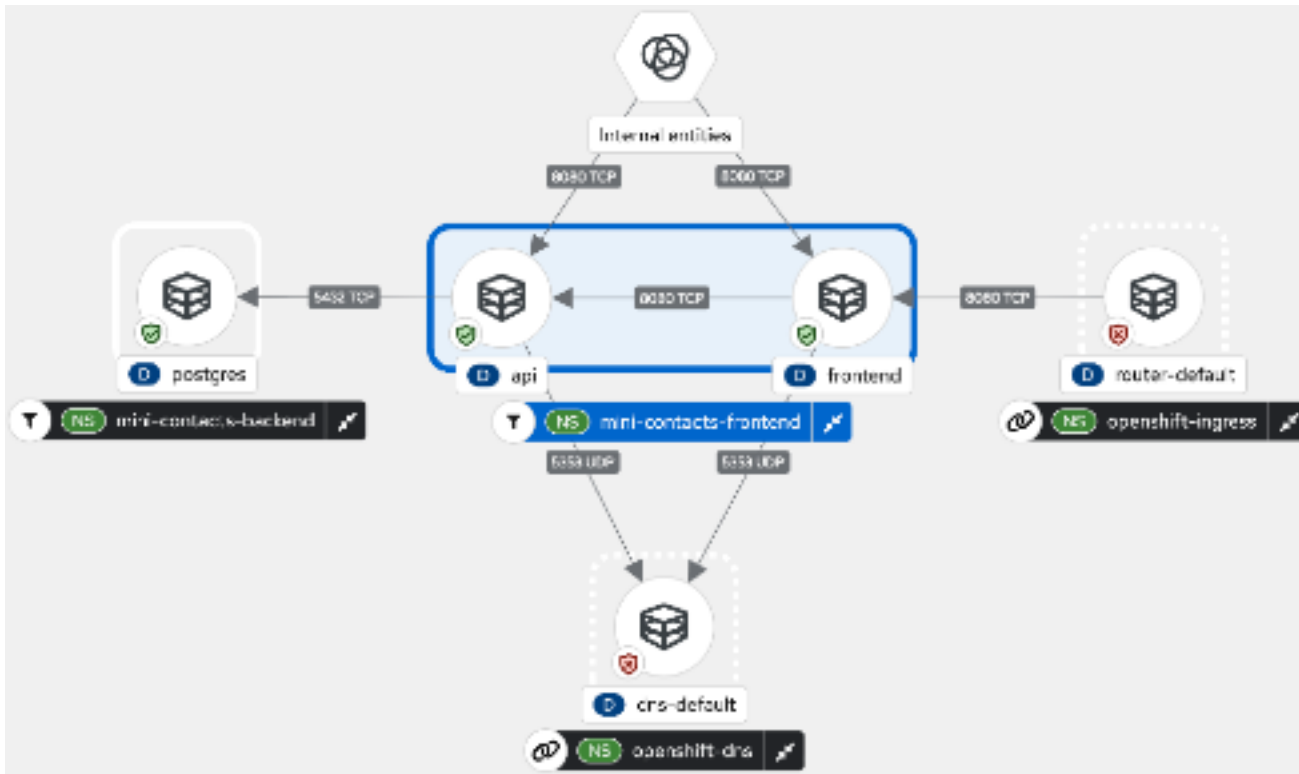 Internal entities
8080 TCP
8080 TCP
5432 TCP
8080 TCP
8080 TCP
D postgres
D api
D frontend
D router-default
NS mini-contacts-backend
NS mini-contacts-frontend
NS openshift-ingress
5353 UDP
5353 UDP
D dns-default
NS openshift-dns